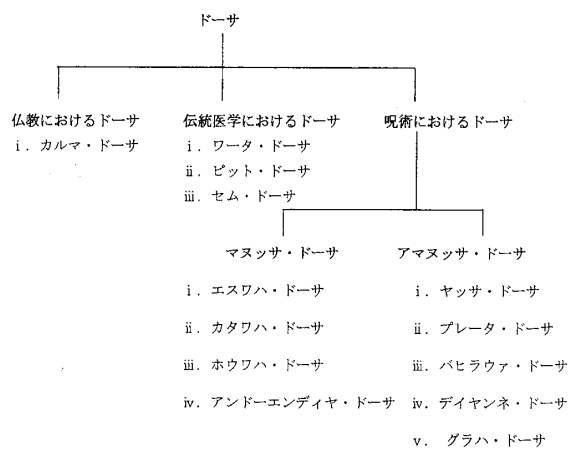 ドーサ
仏教におけるドーサ
ⅰ．カルマ・ドーサ
伝統医学におけるドーサ
ⅰ．ワータ・ドーサ
ⅱ．ピット・ドーサ
ⅲ．セム・ドーサ
呪術におけるドーサ
マヌッサ・ドーサ
ⅰ．エスワハ・ドーサ
ⅱ．カタワハ・ドーサ
ⅲ．ホウワハ・ドーサ
ⅳ．アンドーエンディヤ・ドーサ
アマヌッサ・ドーサ
ⅰ．ヤッサ・ドーサ
ⅱ．プレータ・ドーサ
ⅲ．バヒラウァ・ドーサ
ⅳ．デイヤンネ・ドーサ
ⅴ．グラハ・ドーサ